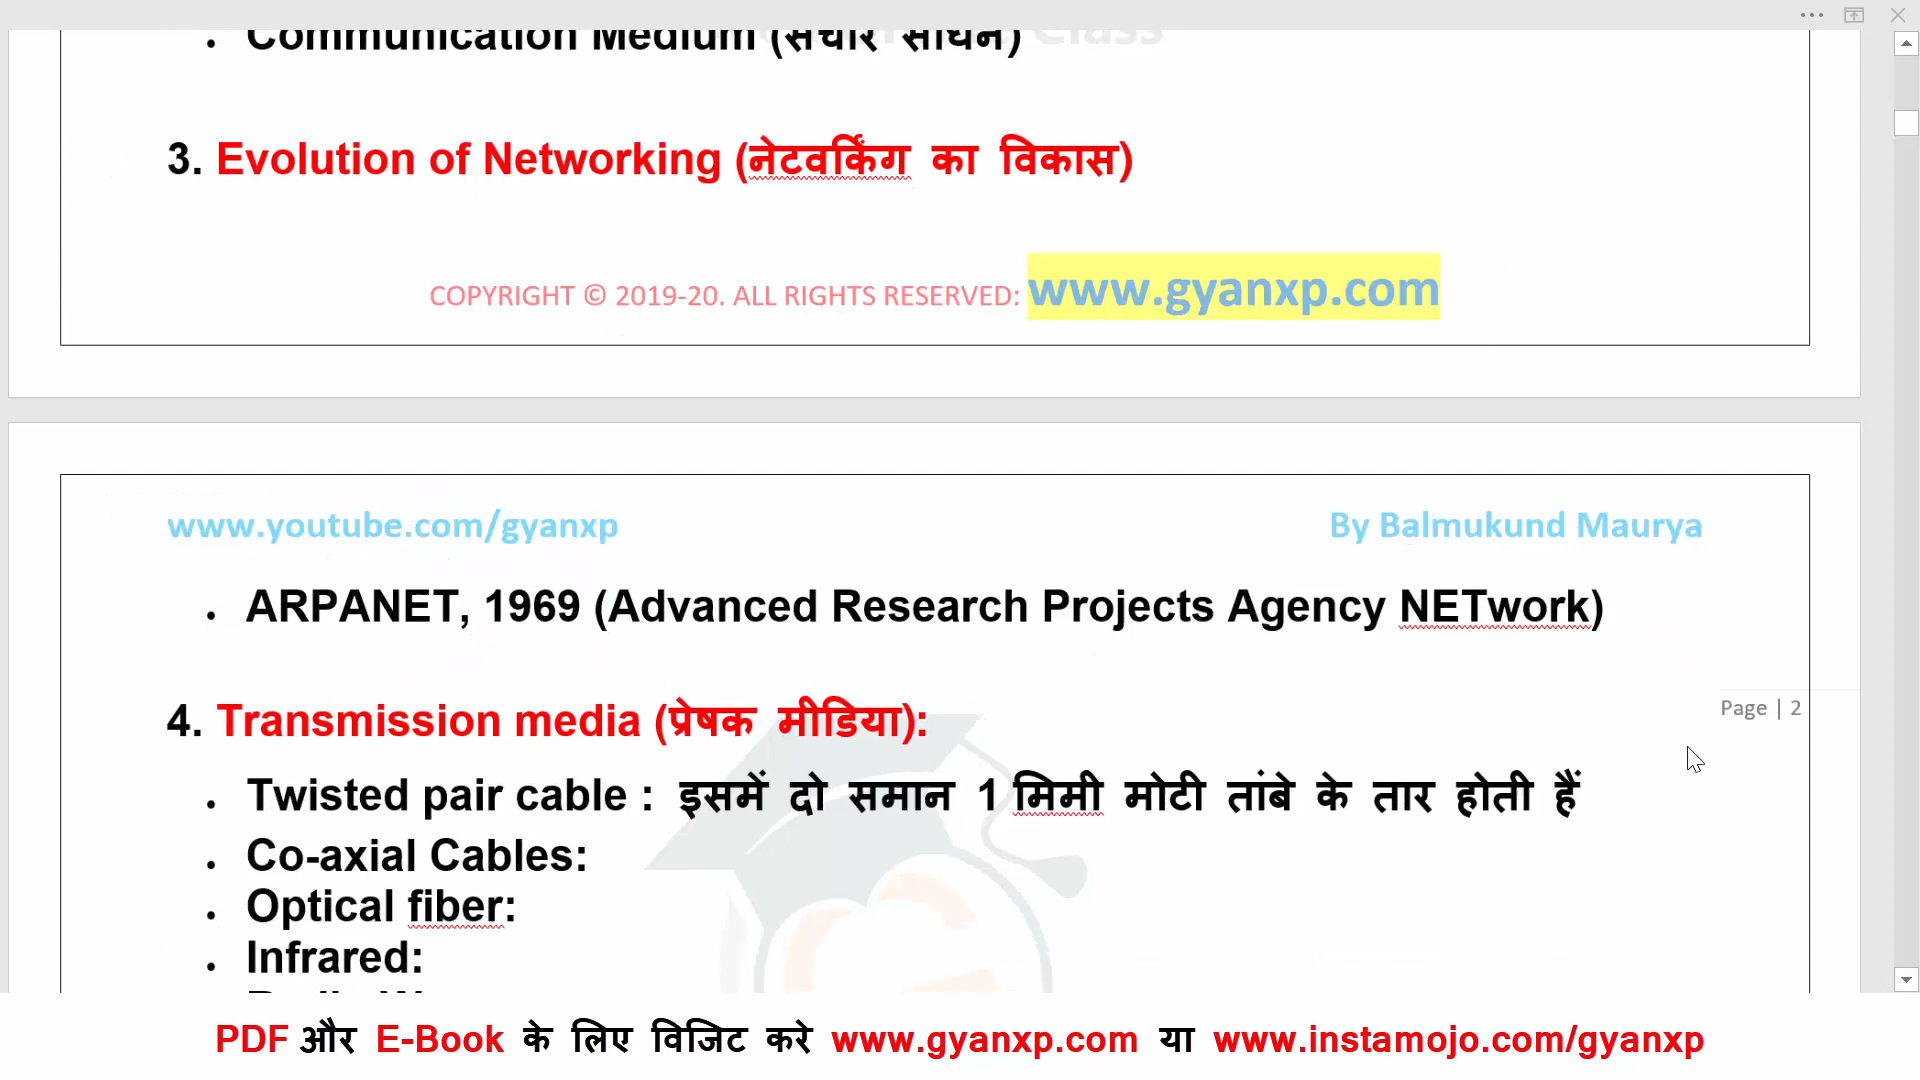 • Communication Medium (संचार साधन)
3. Evolution of Networking (नेटवर्किंग का विकास)
COPYRIGHT © 2019-20. ALL RIGHTS RESERVED: www.gyanxp.com
www.youtube.com/gyanxp By Balmukund Maurya
• ARPANET, 1969 (Advanced Research Projects Agency NETwork)
Page | 2
4. Transmission media (प्रेषक मीडिया):
• Twisted pair cable : इसमें दो समान 1 मिमी मोटी तांबे के तार होती हैं
• Co-axial Cables:
• Optical fiber:
• Infrared:
PDF और E-Book के लिए विजिट करे www.gyanxp.com या www.instamojo.com/gyanxp